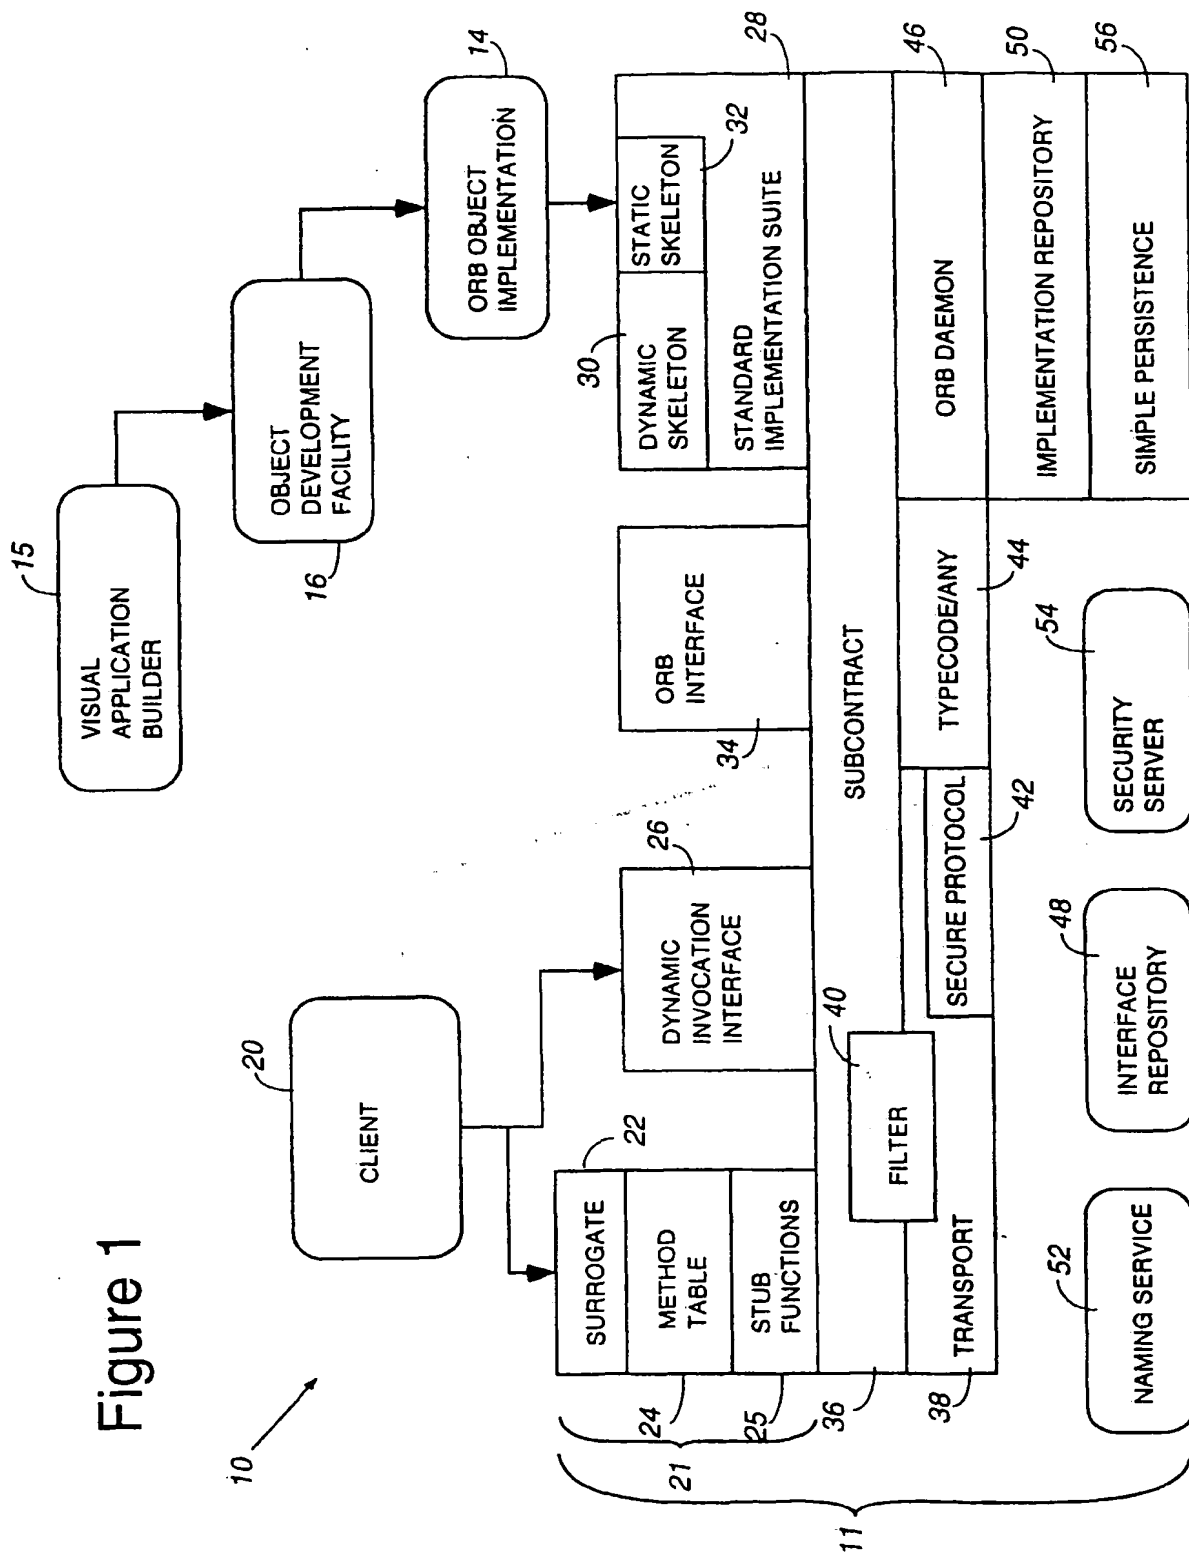 Figure 1
10
15
VISUAL
APPLICATION
BUILDER
OBJECT
DEVELOPMENT
FACILITY
16
14
ORB OBJECT
IMPLEMENTATION
20
CLIENT
SURROGATE
22
METHOD
TABLE
24
STUB
FUNCTIONS
25
21
11
DYNAMIC
INVOCATION
INTERFACE
26
ORB
INTERFACE
34
30
DYNAMIC
SKELETON
STATIC
SKELETON
32
STANDARD
IMPLEMENTATION SUITE
28
SUBCONTRACT
36
FILTER
40
TRANSPORT
38
SECURE PROTOCOL
42
TYPECODE/ANY
44
ORB DAEMON
46
IMPLEMENTATION REPOSITORY
50
SIMPLE PERSISTENCE
56
NAMING SERVICE
52
INTERFACE
REPOSITORY
48
SECURITY
SERVER
54